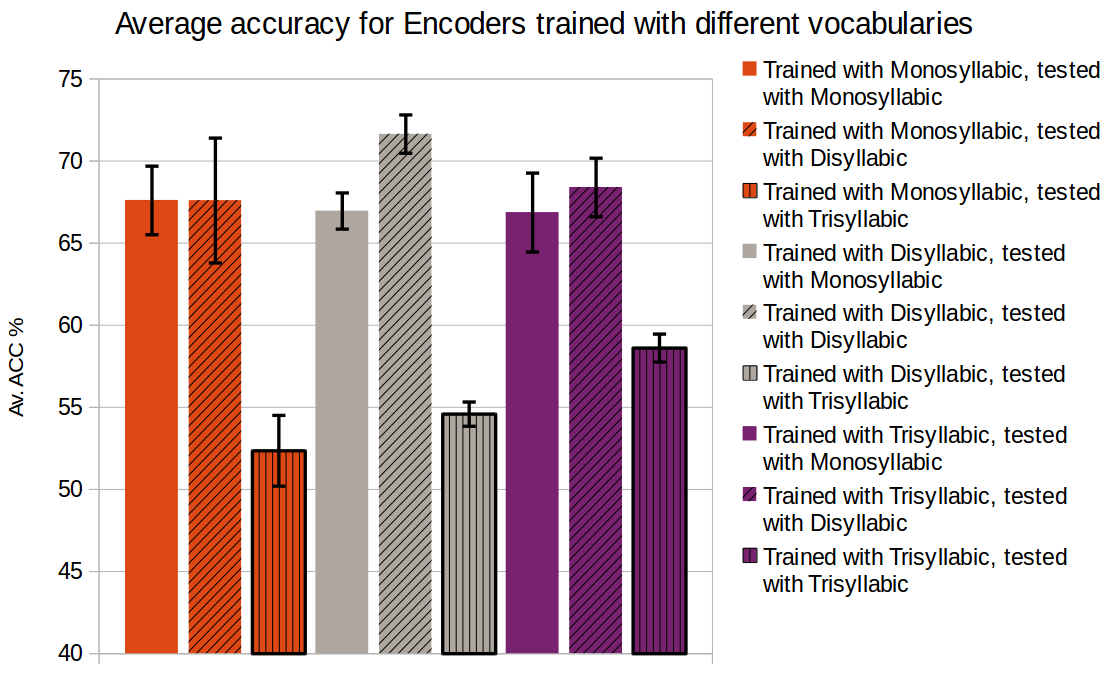 Average accuracy for Encoders trained with different vocabularies
75
70
65
60
55
50
45
40
Av. ACC %
Trained with Monosyllabic, tested
with Monosyllabic
Trained with Monosyllabic, tested
with Disyllabic
Trained with Monosyllabic, tested
with Trisyllabic
Trained with Disyllabic, tested
with Monosyllabic
Trained with Disyllabic, tested
with Disyllabic
Trained with Disyllabic, tested
with Trisyllabic
Trained with Trisyllabic, tested
with Monosyllabic
Trained with Trisyllabic, tested
with Disyllabic
Trained with Trisyllabic, tested
with Trisyllabic